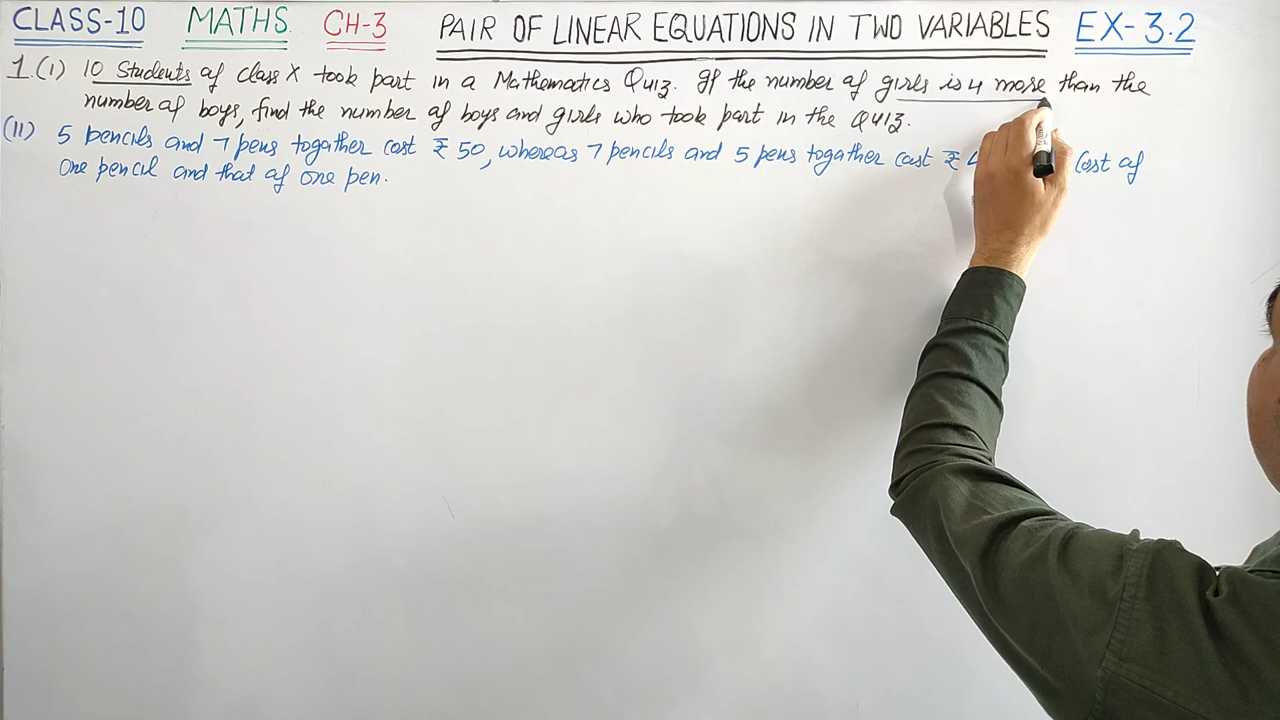 CLASS-10 MATHS CH-3 PAIR OF LINEAR EQUATIONS IN TWO VARIABLES EX-3.2
1.(i) 10 Students of class X took part in a Mathematics Quiz. If the number of girls is 4 more than the
number of boys, find the number of boys and girls who took part in the QUIZ.
(II) 5 pencils and 7 pens togather cost ₹ 50, whereas 7 pencils and 5 pens togather cost ₹ 4 Cost of
One pencil and that of one pen.